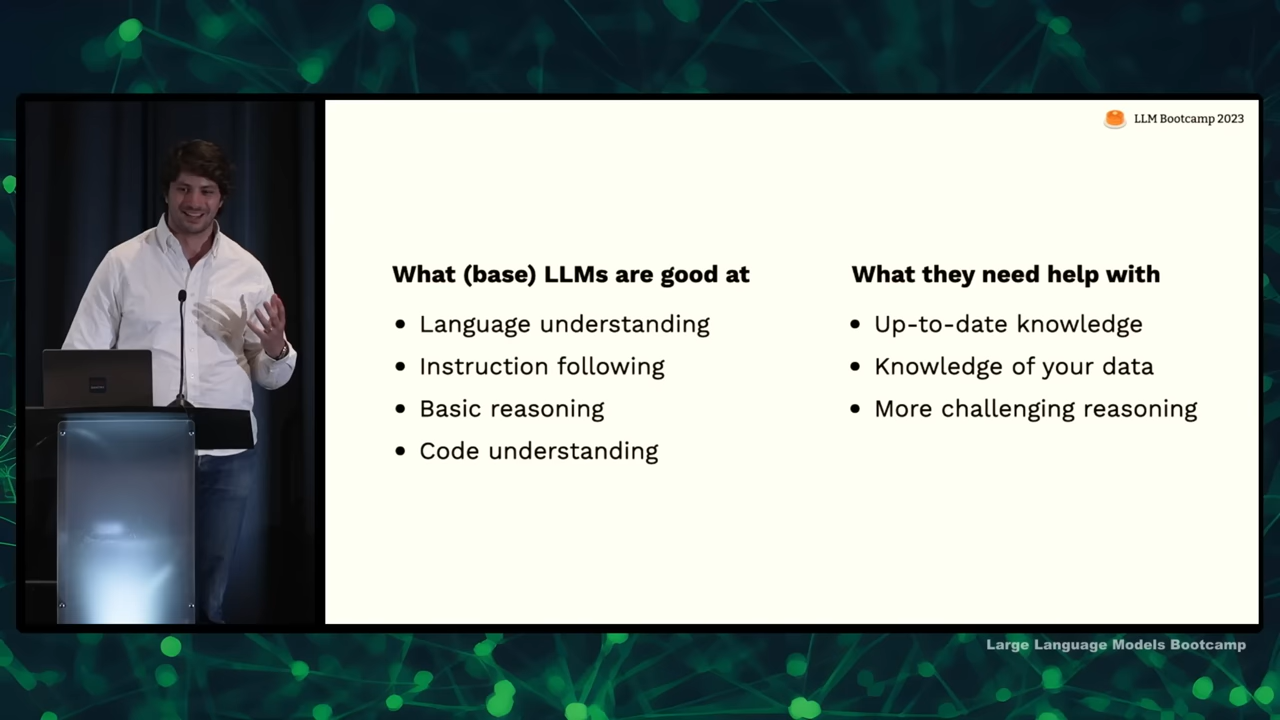 LLM Bootcamp 2023
What (base) LLMs are good at
• Language understanding
• Instruction following
• Basic reasoning
• Code understanding
What they need help with
• Up-to-date knowledge
• Knowledge of your data
• More challenging reasoning
Large Language Models Bootcamp